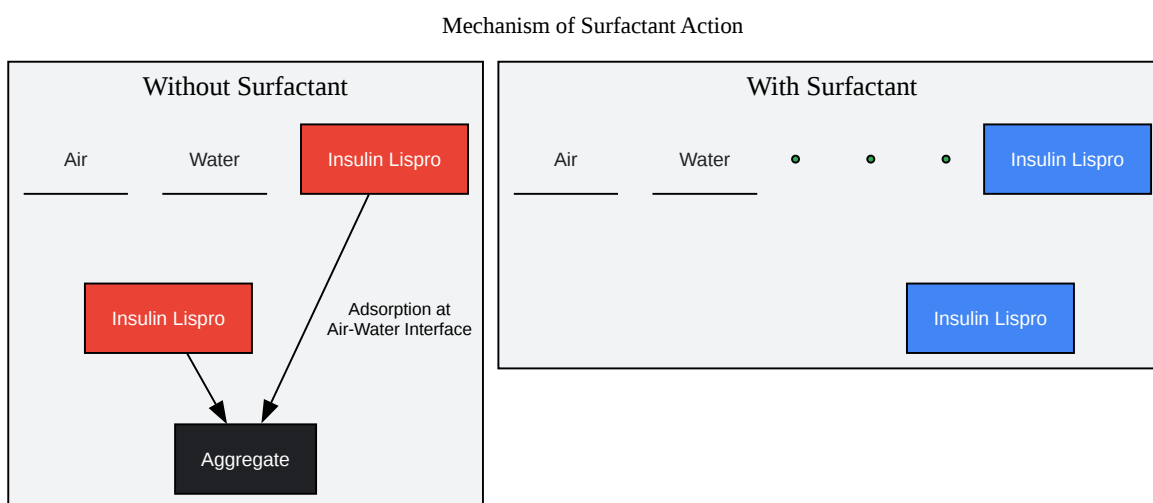 Mechanism of Surfactant Action
Without Surfactant
Air
Water
Insulin Lispro
Insulin Lispro
Adsorption at
Air-Water Interface
Aggregate
With Surfactant
Air
Water
Insulin Lispro
Insulin Lispro